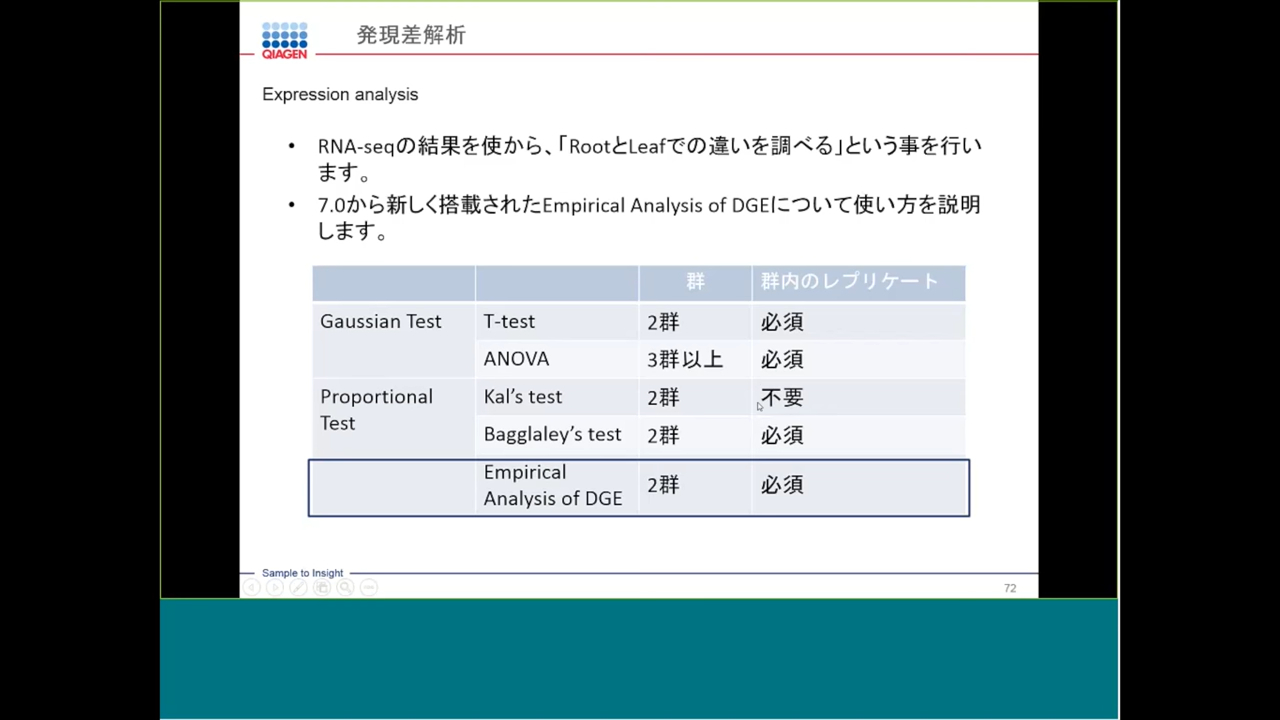 QIAGEN
発現差解析
Expression analysis
• RNA-seqの結果を使から、「RootとLeafでの違いを調べる」という事を行い
ます。
• 7.0から新しく搭載されたEmpirical Analysis of DGEについて使い方を説明
します。
群 群内のレプリケート
Gaussian Test T-test 2群 必須
ANOVA 3群以上 必須
Proportional
Test
Kal’s test 2群 不要
Bagglaley’s test 2群 必須
Empirical
Analysis of DGE
2群 必須
Sample to Insight
72